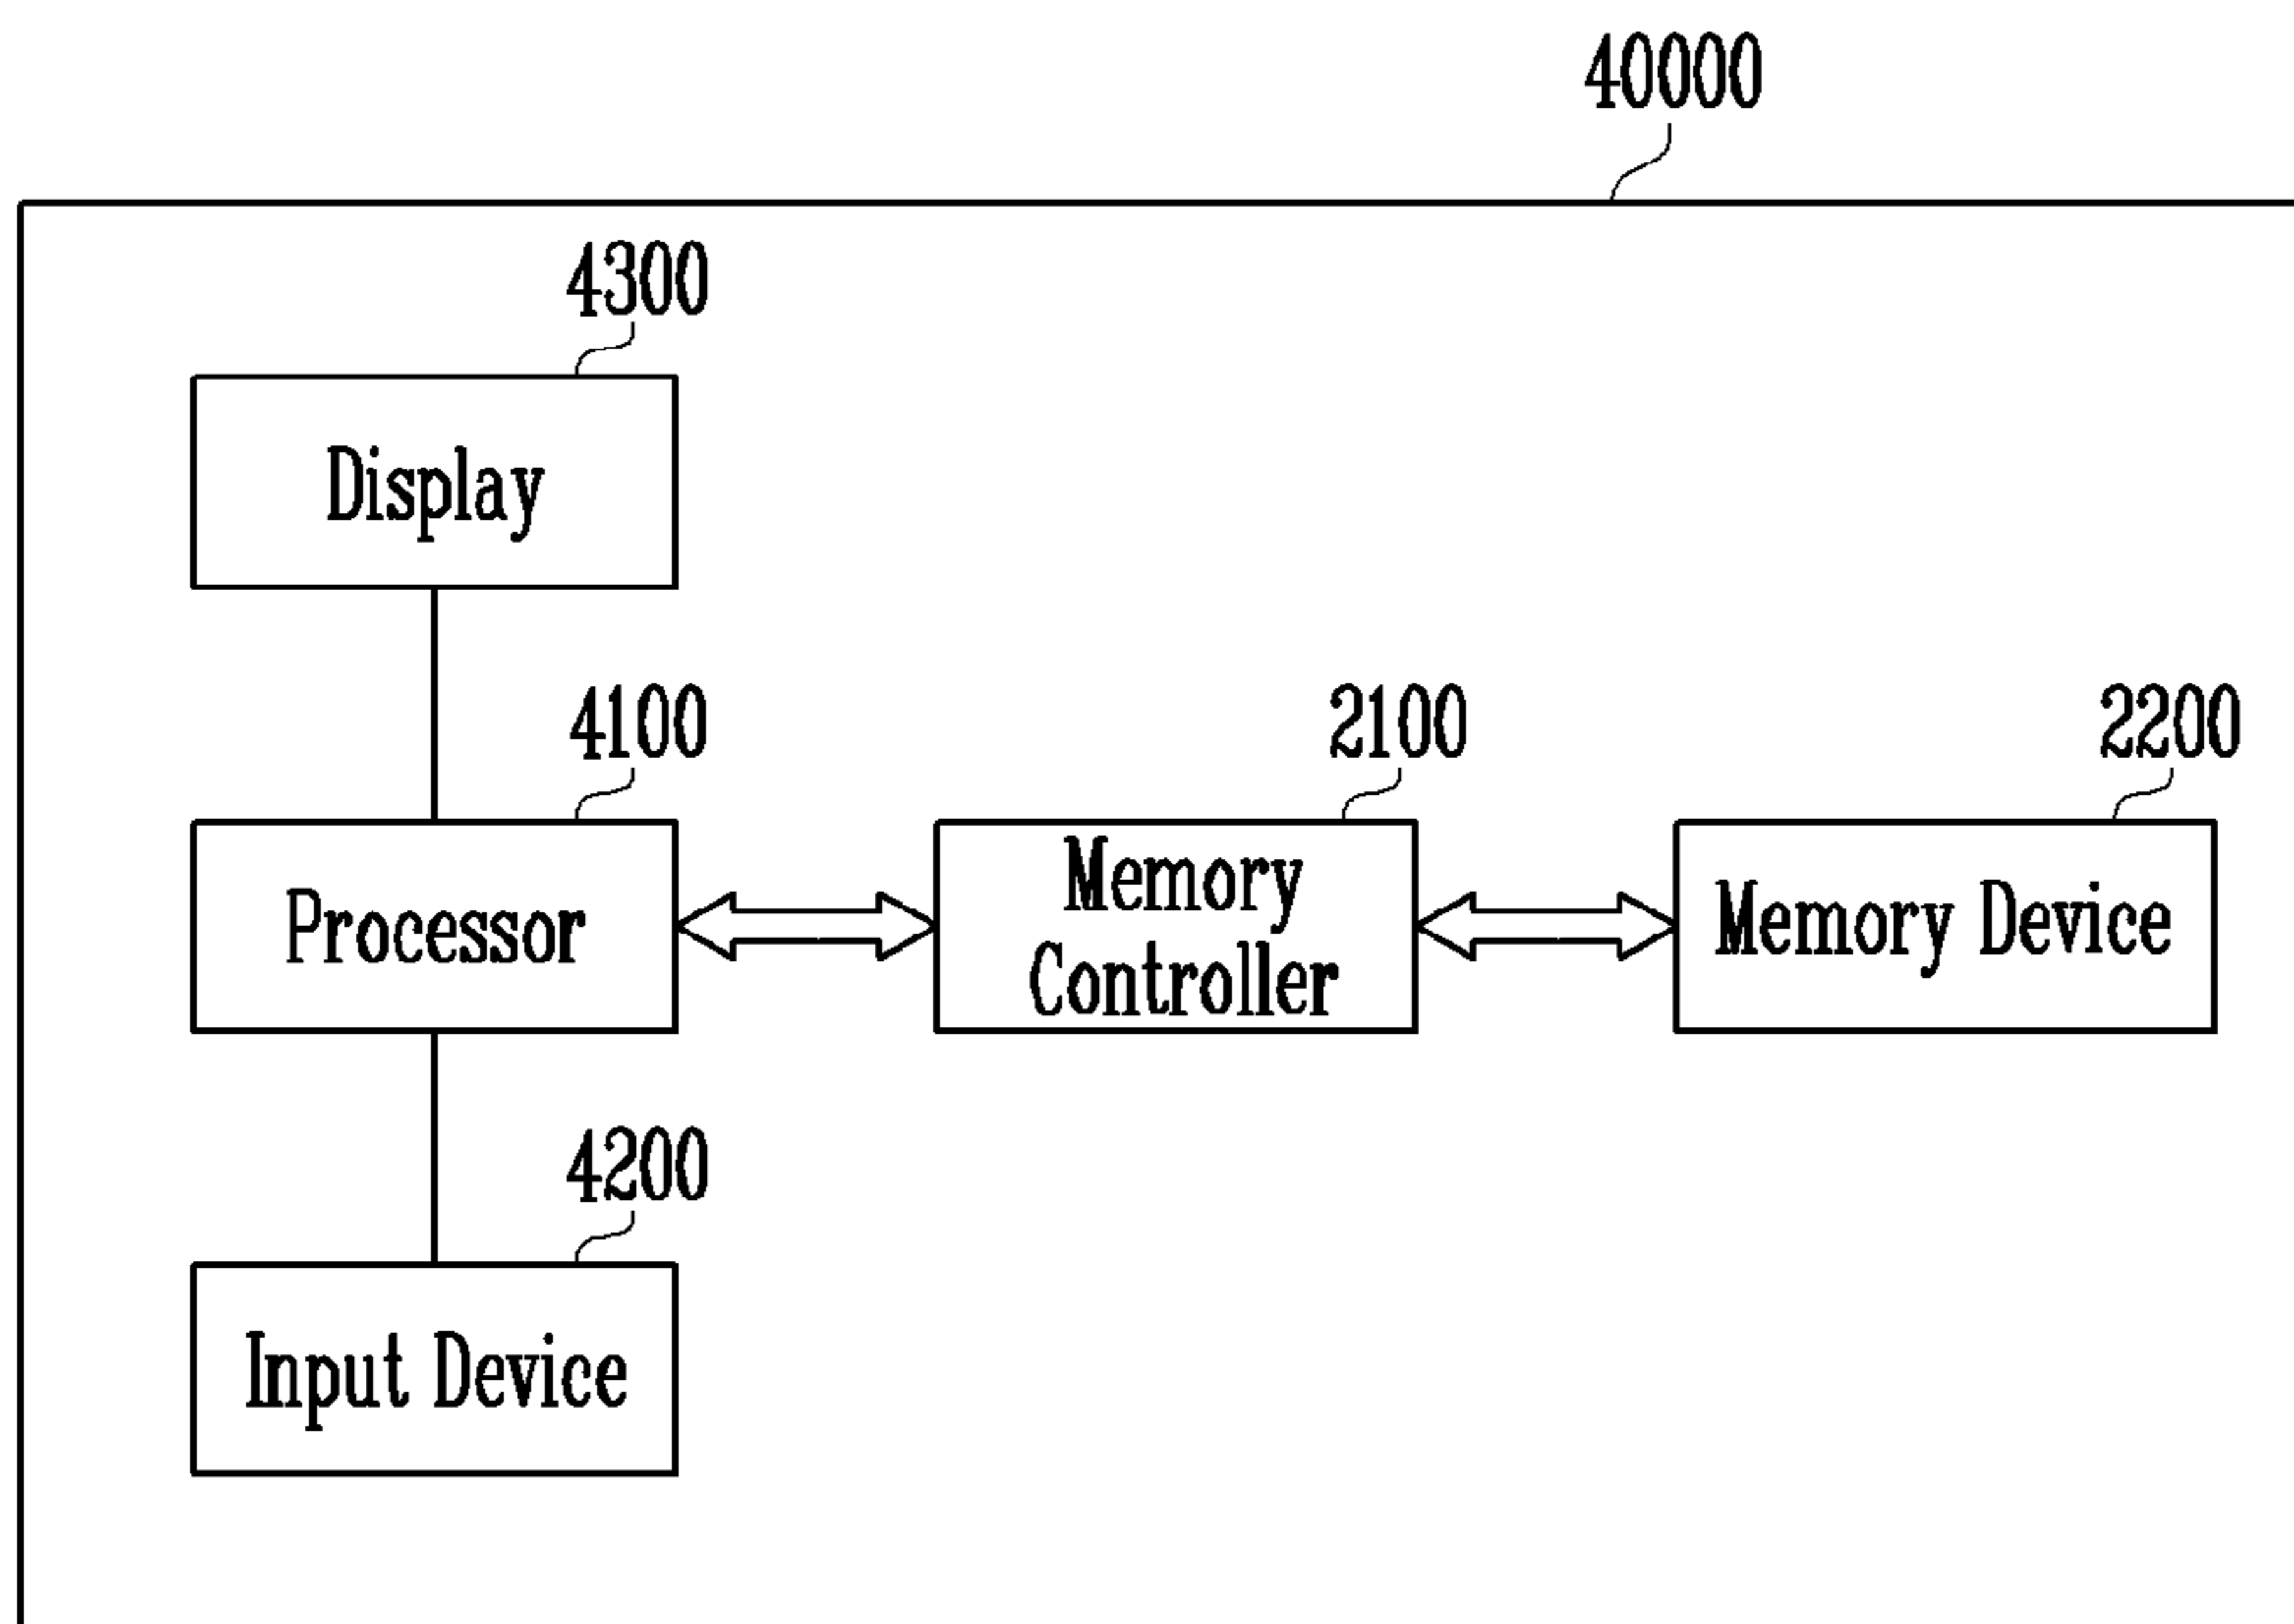 40000
4300
Display
4100
2100
2200
Processor
Memory
Controller
Memory Device
4200
Input Device